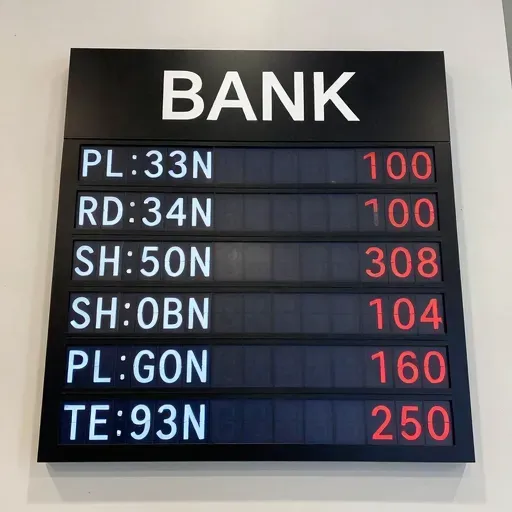 BANK
PL:33N 100
RD:34N 100
SH:50N 308
SH:0BN 104
PL:GON 160
TE:93N 250